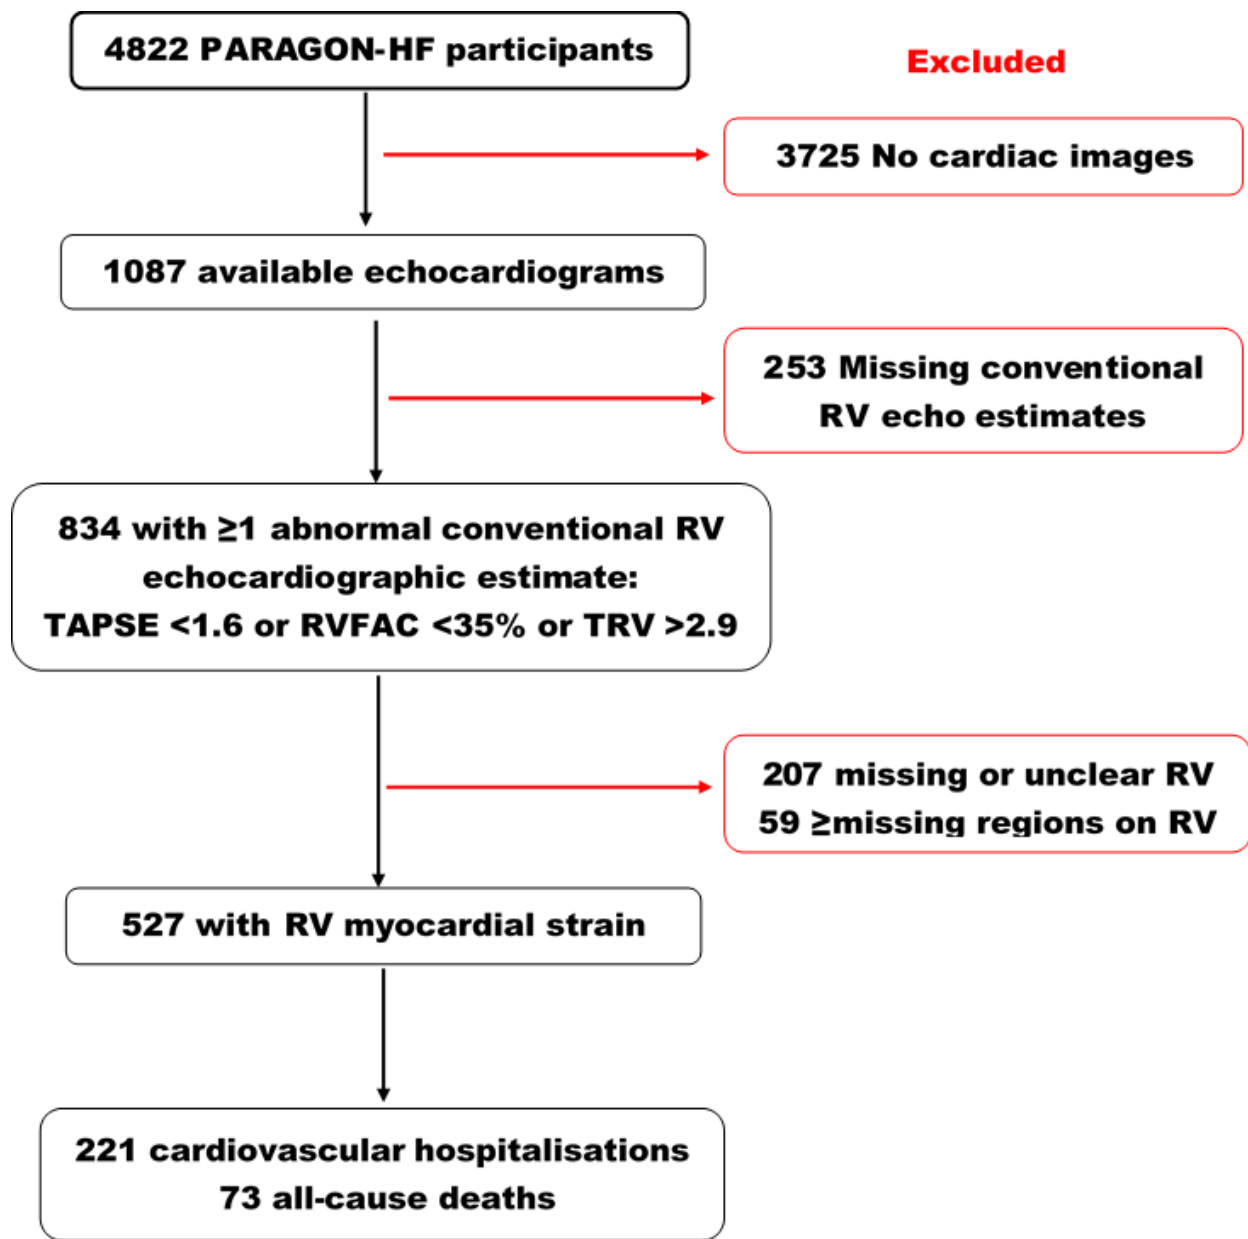 4822 PARAGON-HF participants
Excluded
3725 No cardiac images
1087 available echocardiograms
253 Missing conventional
RV echo estimates
834 with ≥1 abnormal conventional RV
echocardiographic estimate:
TAPSE <1.6 or RVFAC <35% or TRV >2.9
207 missing or unclear RV
59 ≥missing regions on RV
527 with RV myocardial strain
221 cardiovascular hospitalisations
73 all-cause deaths